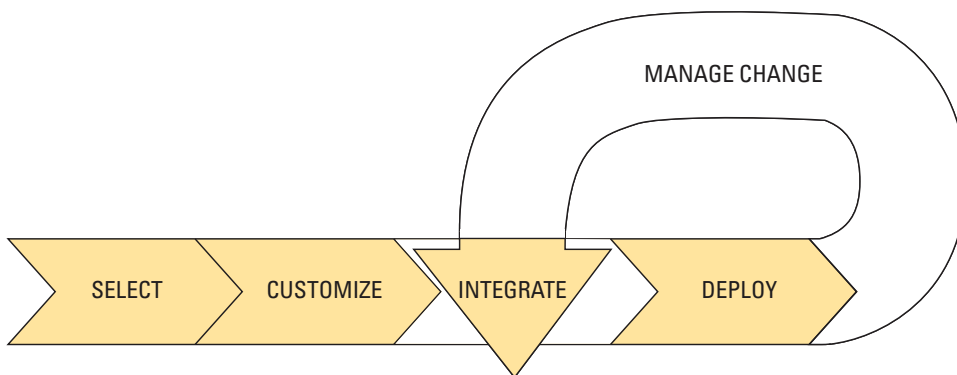 MANAGE CHANGE
SELECT
CUSTOMIZE
INTEGRATE
DEPLOY